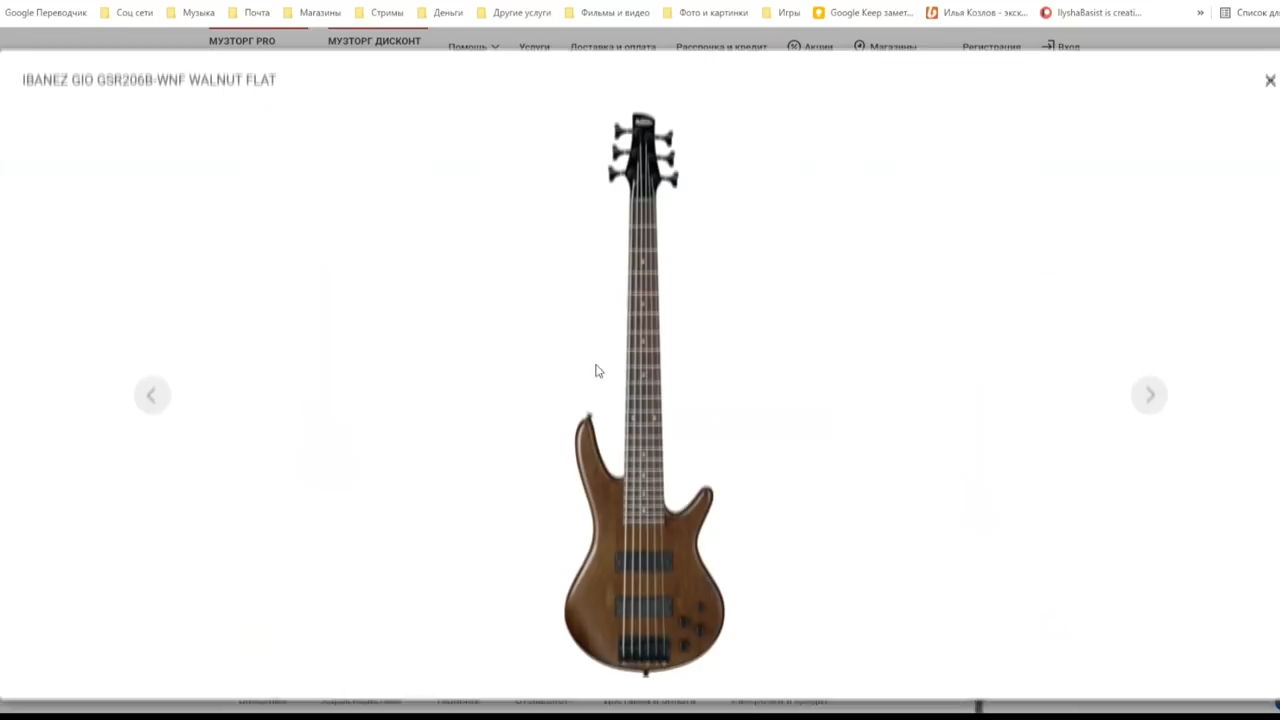 Google Переводчик Соц сети Музыка Почта Магазины Стримы Деньги Другие услуги Фильмы и видео Фото и картинки Игры Google Keep замет... Илья Козлов - экск... IlyshaBasist is creati... » Список дл
МУЗТОРГ PRO МУЗТОРГ ДИСКОНТ Помощь Услуги Доставка и оплата Рассрочка и кредит Акции Магазины Регистрация Вход
IBANEZ GIO GSR206B-WNF WALNUT FLAT